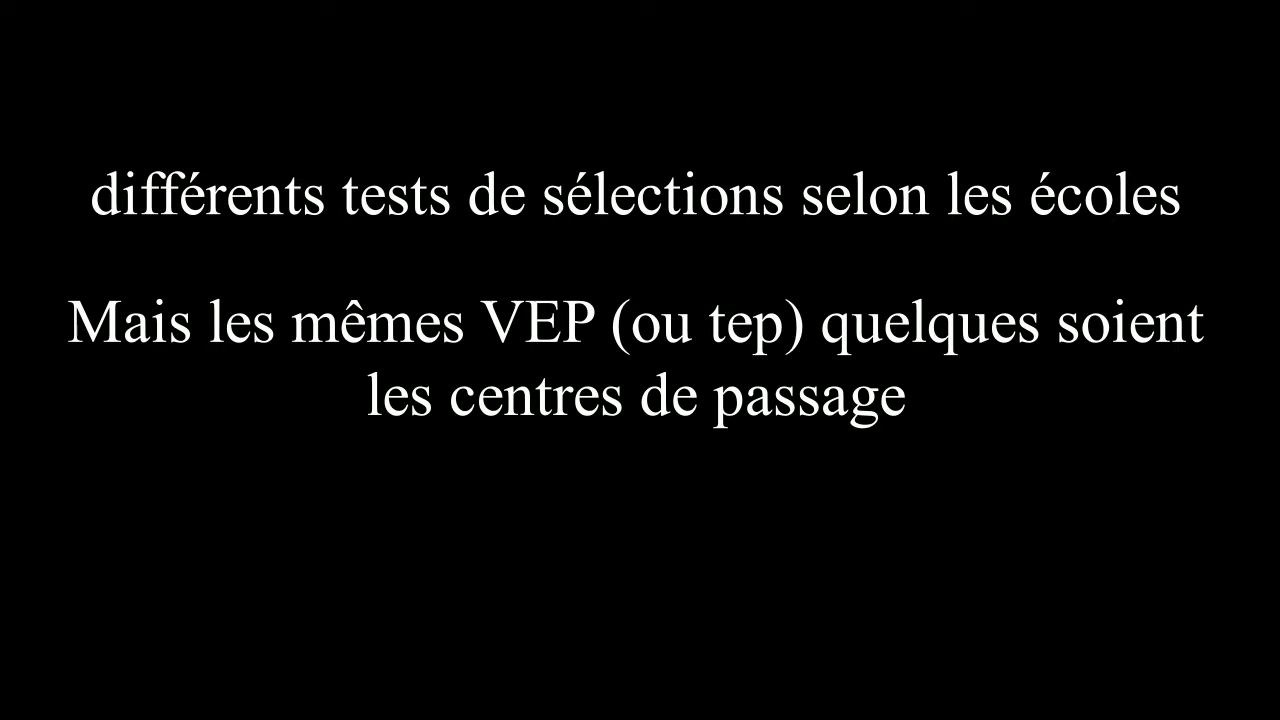 différents tests de sélections selon les écoles
Mais les mêmes VEP (ou tep) quelques soient
les centres de passage